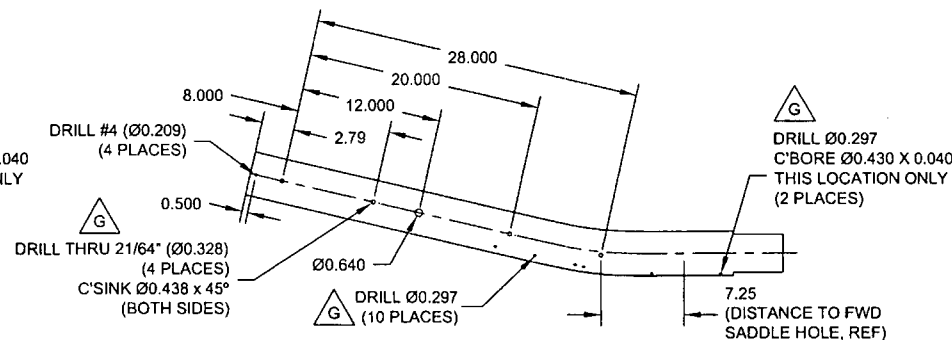 28.000
20.000
8.000
12.000
2.79
DRILL #4 (Ø0.209)
(4 PLACES)
.040
NLY
0.500
G
DRILL THRU 21/64" (Ø0.328)
(4 PLACES)
C'SINK Ø0.438 x 45°
(BOTH SIDES)
Ø0.640
G
DRILL Ø0.297
(10 PLACES)
G
DRILL Ø0.297
C'BORE Ø0.430 X 0.040
THIS LOCATION ONLY
(2 PLACES)
7.25
(DISTANCE TO FWD
SADDLE HOLE, REF)